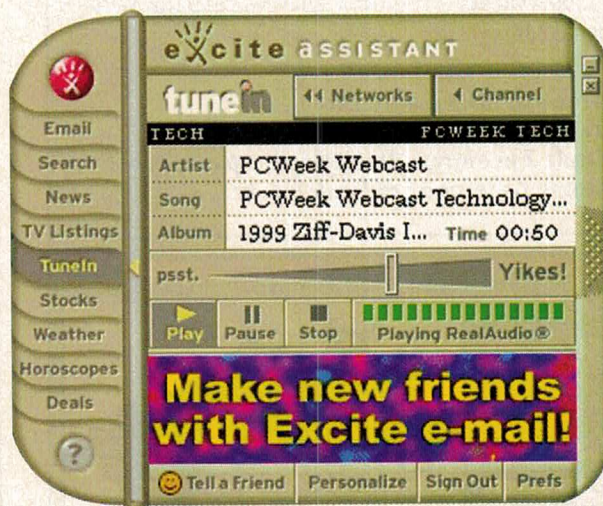 excite ASSISTANT
tunein
Networks
Channel
TECH
PCWEEK TECH
Artist PCWeek Webcast
Song PCWeek Webcast Technology...
Album 1999 Ziff-Davis I... Time 00:50
psst. Yikes!
Play Pause Stop Playing RealAudio®
Make new friends
with Excite e-mail!
Tell a Friend Personalize Sign Out Prefs
Email
Search
News
TV Listings
TuneIn
Stocks
Weather
Horoscopes
Deals
?